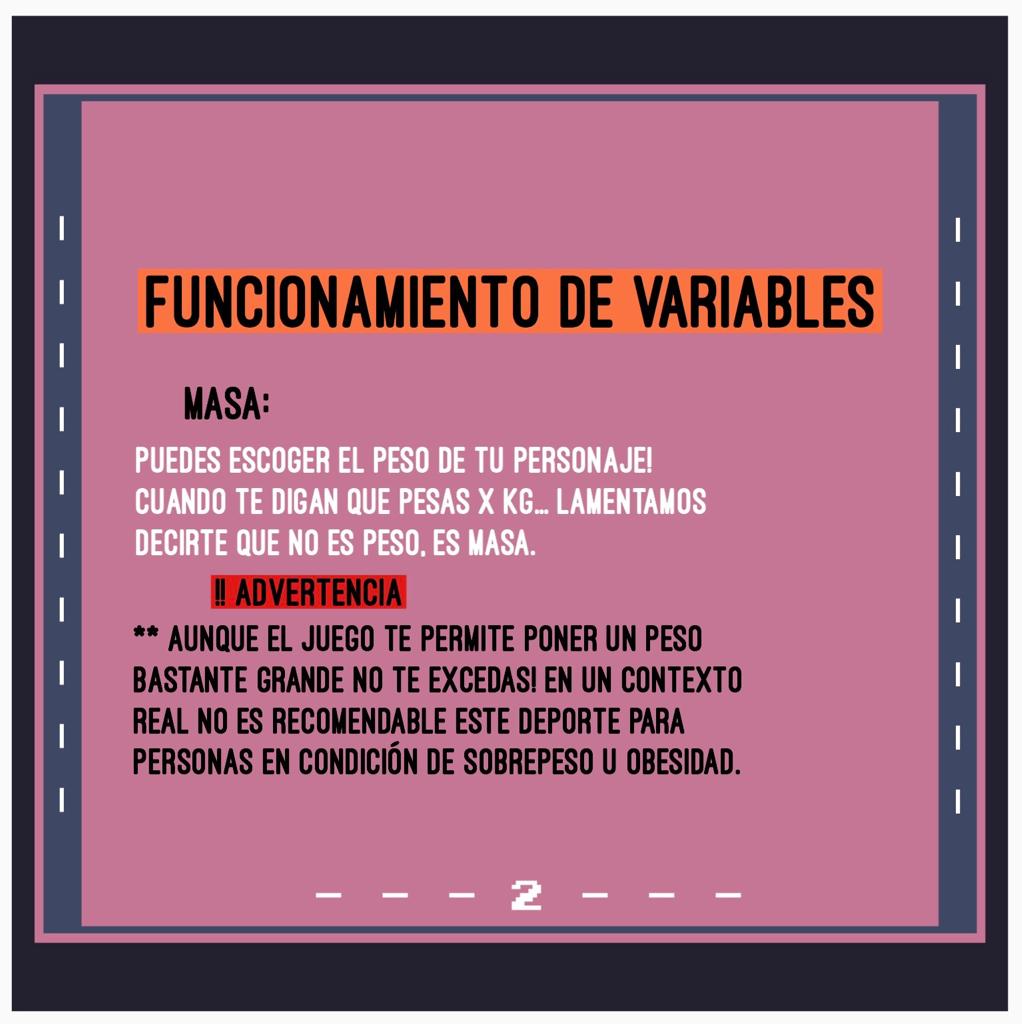 FUNCIONAMIENTO DE VARIABLES
MASA:
PUEDES ESCOGER EL PESO DE TU PERSONAJE!
CUANDO TE DIGAN QUE PESAS X KG... LAMENTAMOS
DECIRTE QUE NO ES PESO, ES MASA.
!! ADVERTENCIA
** AUNQUE EL JUEGO TE PERMITE PONER UN PESO
BASTANTE GRANDE NO TE EXCEDAS! EN UN CONTEXTO
REAL NO ES RECOMENDABLE ESTE DEPORTE PARA
PERSONAS EN CONDICIÓN DE SOBREPESO U OBESIDAD.
— — — 2 — — —